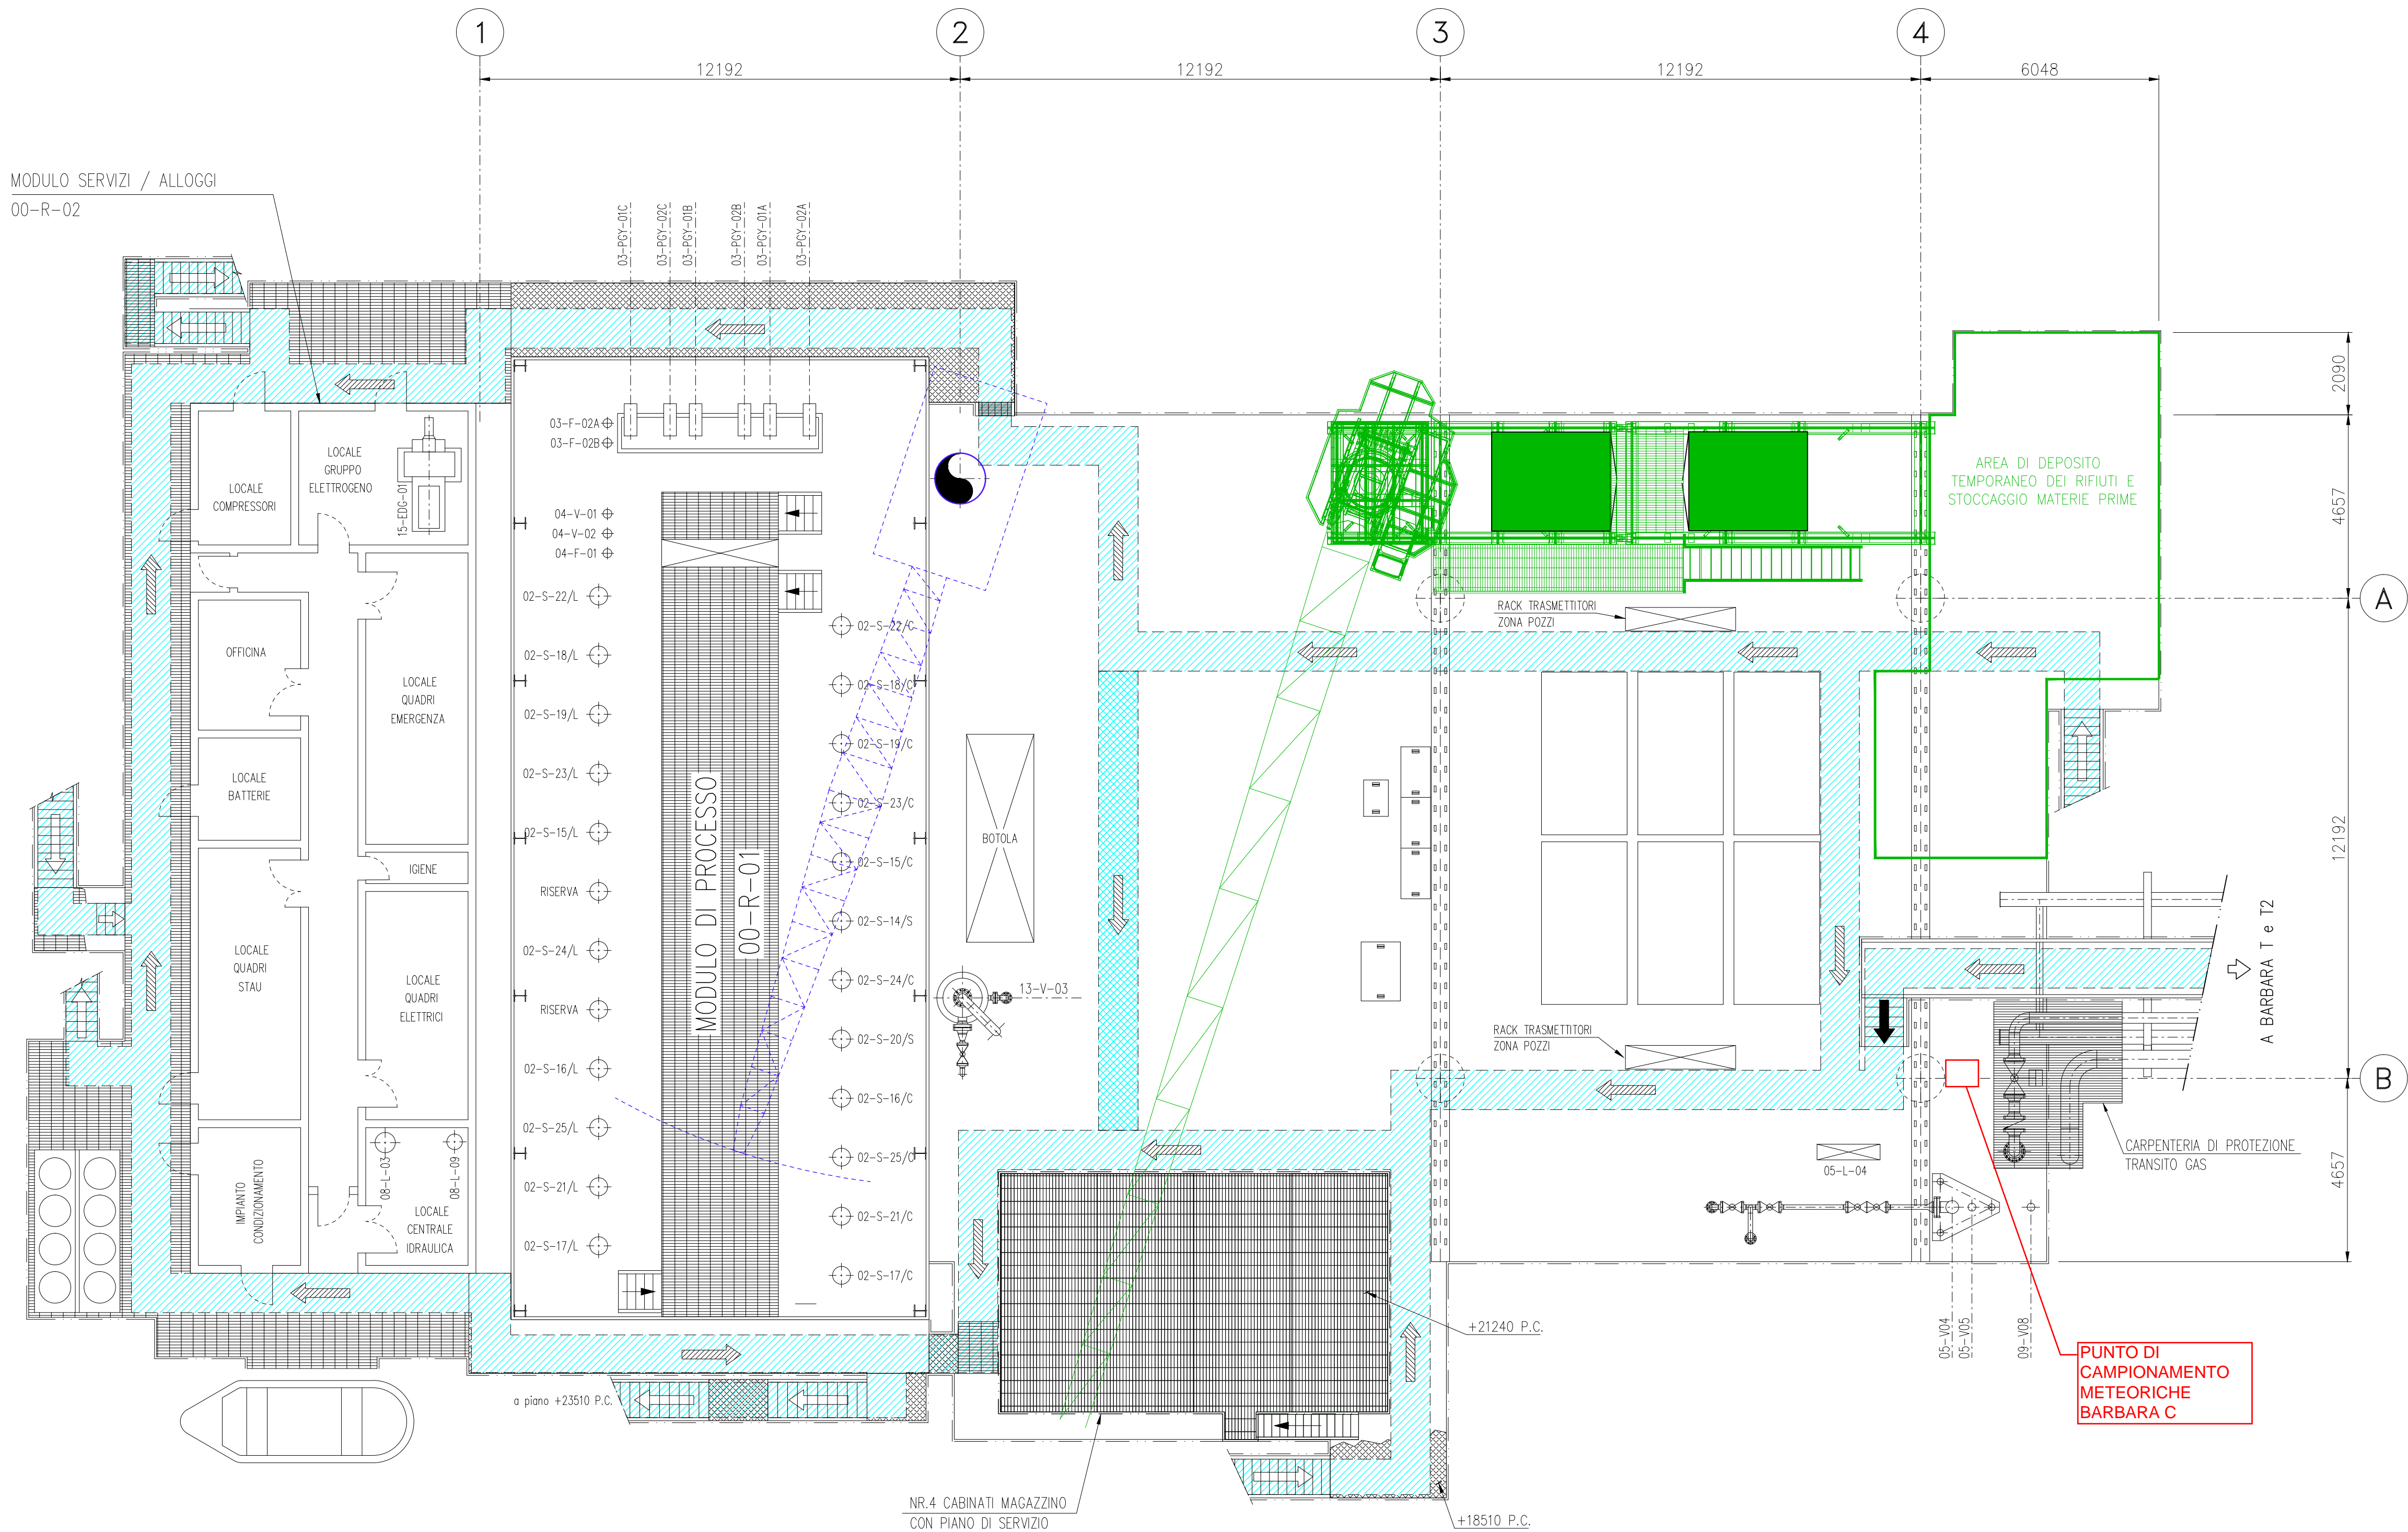 1
2
3
4
12192
12192
12192
6048
MODULO SERVIZI / ALLOGGI
00-R-02
03-PGY-01C
03-PGY-02C
03-PGY-01B
03-PGY-02B
03-PGY-01A
03-PGY-02A
2090
4657
A
12192
B
4657
03-F-02A
03-F-02B
04-V-01
04-V-02
04-F-01
LOCALE
COMPRESSORI
LOCALE
GRUPPO
ELETTROGENO
15-EDG-01
OFFICINA
LOCALE
QUADRI
EMERGENZA
LOCALE
BATTERIE
IGIENE
LOCALE
QUADRI
STAU
LOCALE
QUADRI
ELETTRICI
IMPIANTO
CONDIZIONAMENTO
08-L-03
08-L-09
LOCALE
CENTRALE
IDRAULICA
02-S-22/L
02-S-18/L
02-S-19/L
02-S-23/L
02-S-15/L
RISERVA
02-S-24/L
RISERVA
02-S-16/L
02-S-25/L
02-S-21/L
02-S-17/L
MODULO DI PROCESSO
00-R-01
02-S-22/C
02-S-18/C
02-S-19/C
02-S-23/C
02-S-15/C
02-S-14/S
02-S-24/C
02-S-20/S
02-S-16/C
02-S-25/C
02-S-21/C
02-S-17/C
BOTOLA
13-V-03
AREA DI DEPOSITO
TEMPORANEO DEI RIFIUTI E
STOCCAGGIO MATERIE PRIME
RACK TRASMETTITORI
ZONA POZZI
RACK TRASMETTITORI
ZONA POZZI
A BARBARA T e T2
CARPENTERIA DI PROTEZIONE
TRANSITO GAS
05-L-04
05-V04
05-V05
09-V08
PUNTO DI
CAMPIONAMENTO
METEORICHE
BARBARA C
+21240 P.C.
a piano +23510 P.C.
NR.4 CABINATI MAGAZZINO
CON PIANO DI SERVIZIO
+18510 P.C.